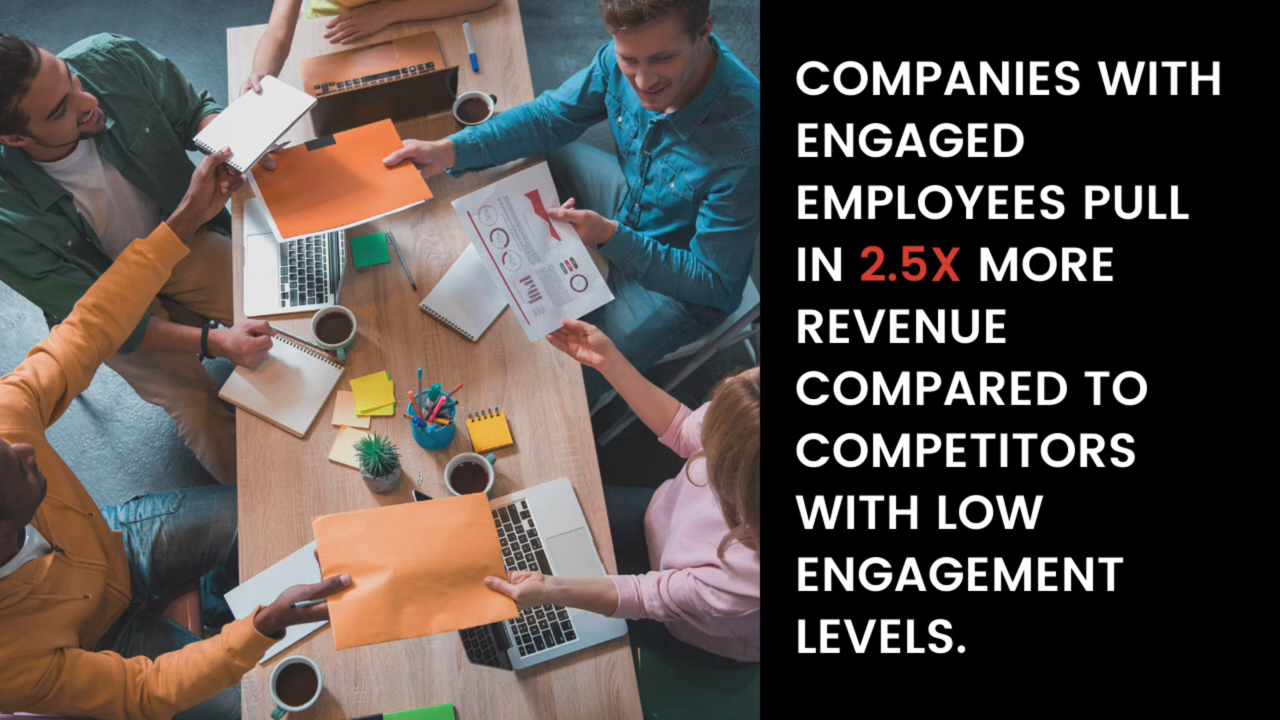 COMPANIES WITH
ENGAGED
EMPLOYEES PULL
IN 2.5X MORE
REVENUE
COMPARED TO
COMPETITORS
WITH LOW
ENGAGEMENT
LEVELS.